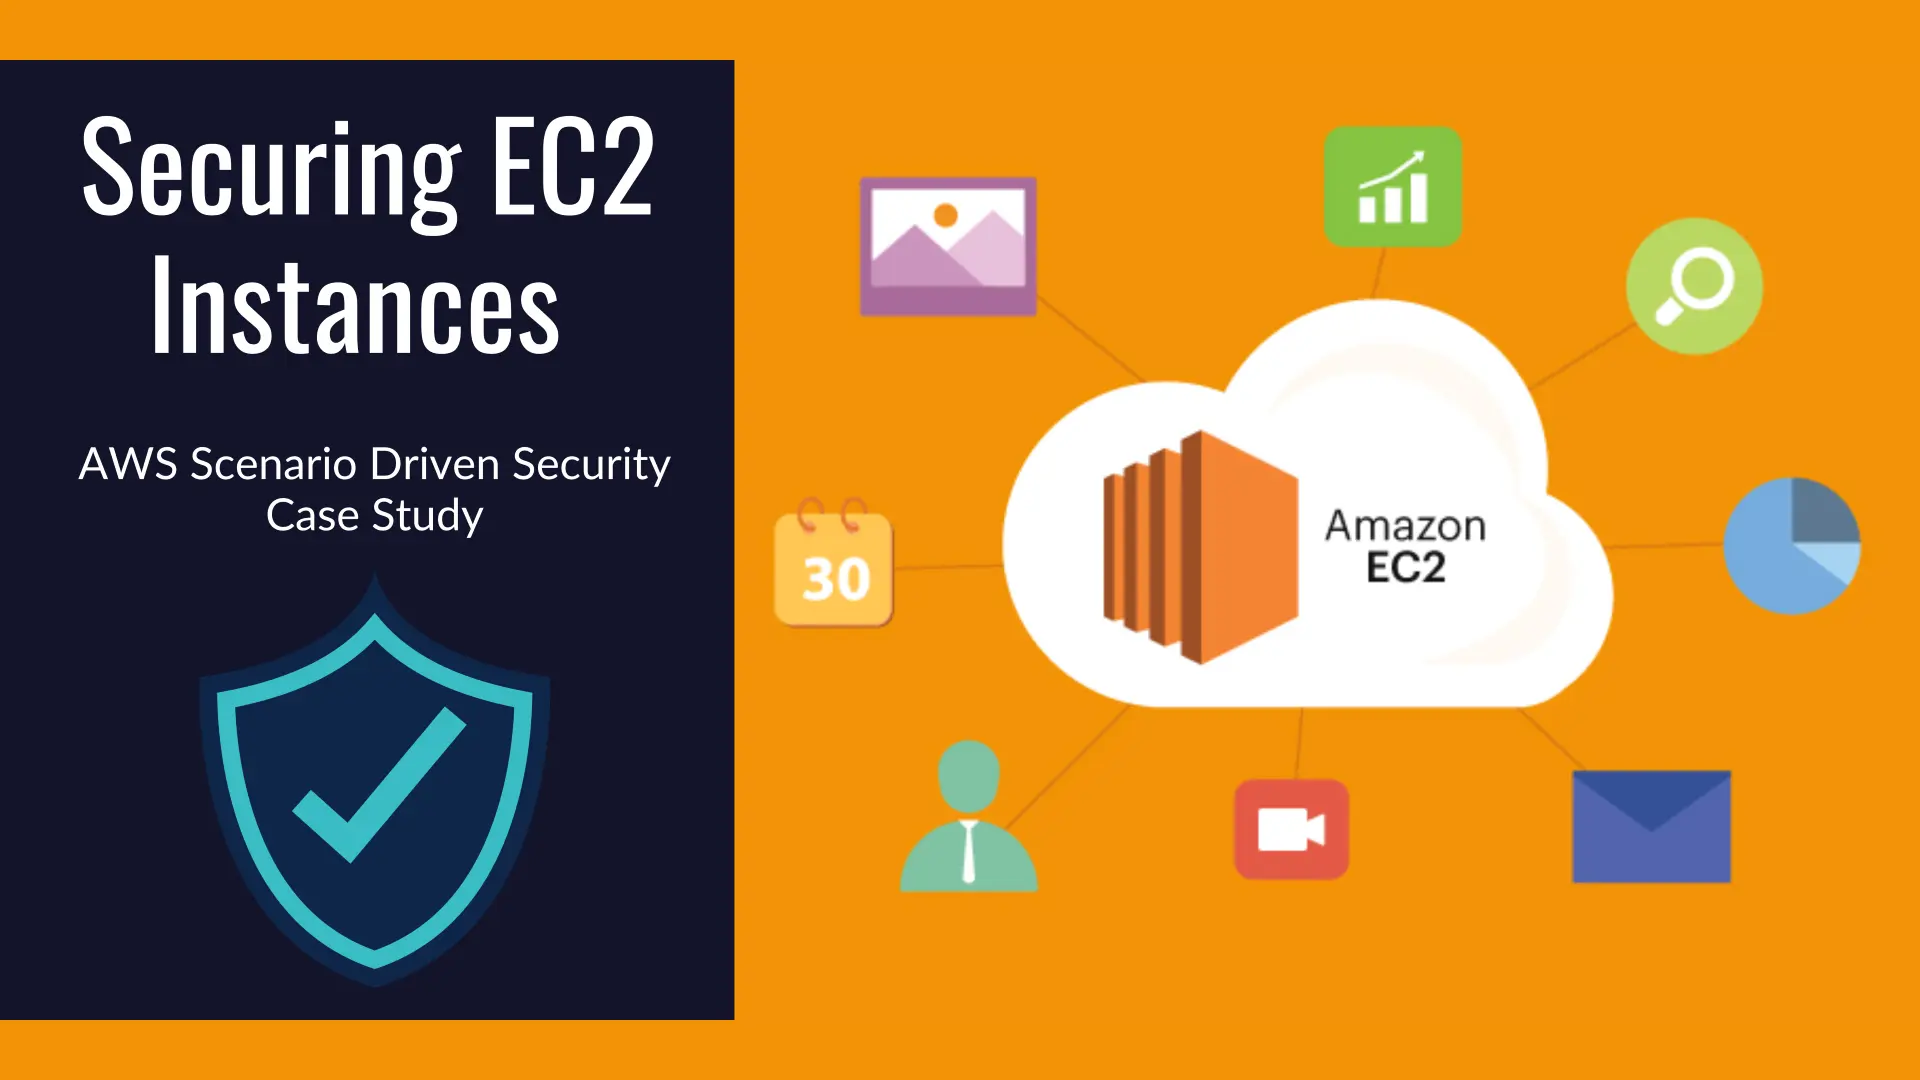 Securing EC2
Instances
AWS Scenario Driven Security
Case Study
30
Amazon
EC2